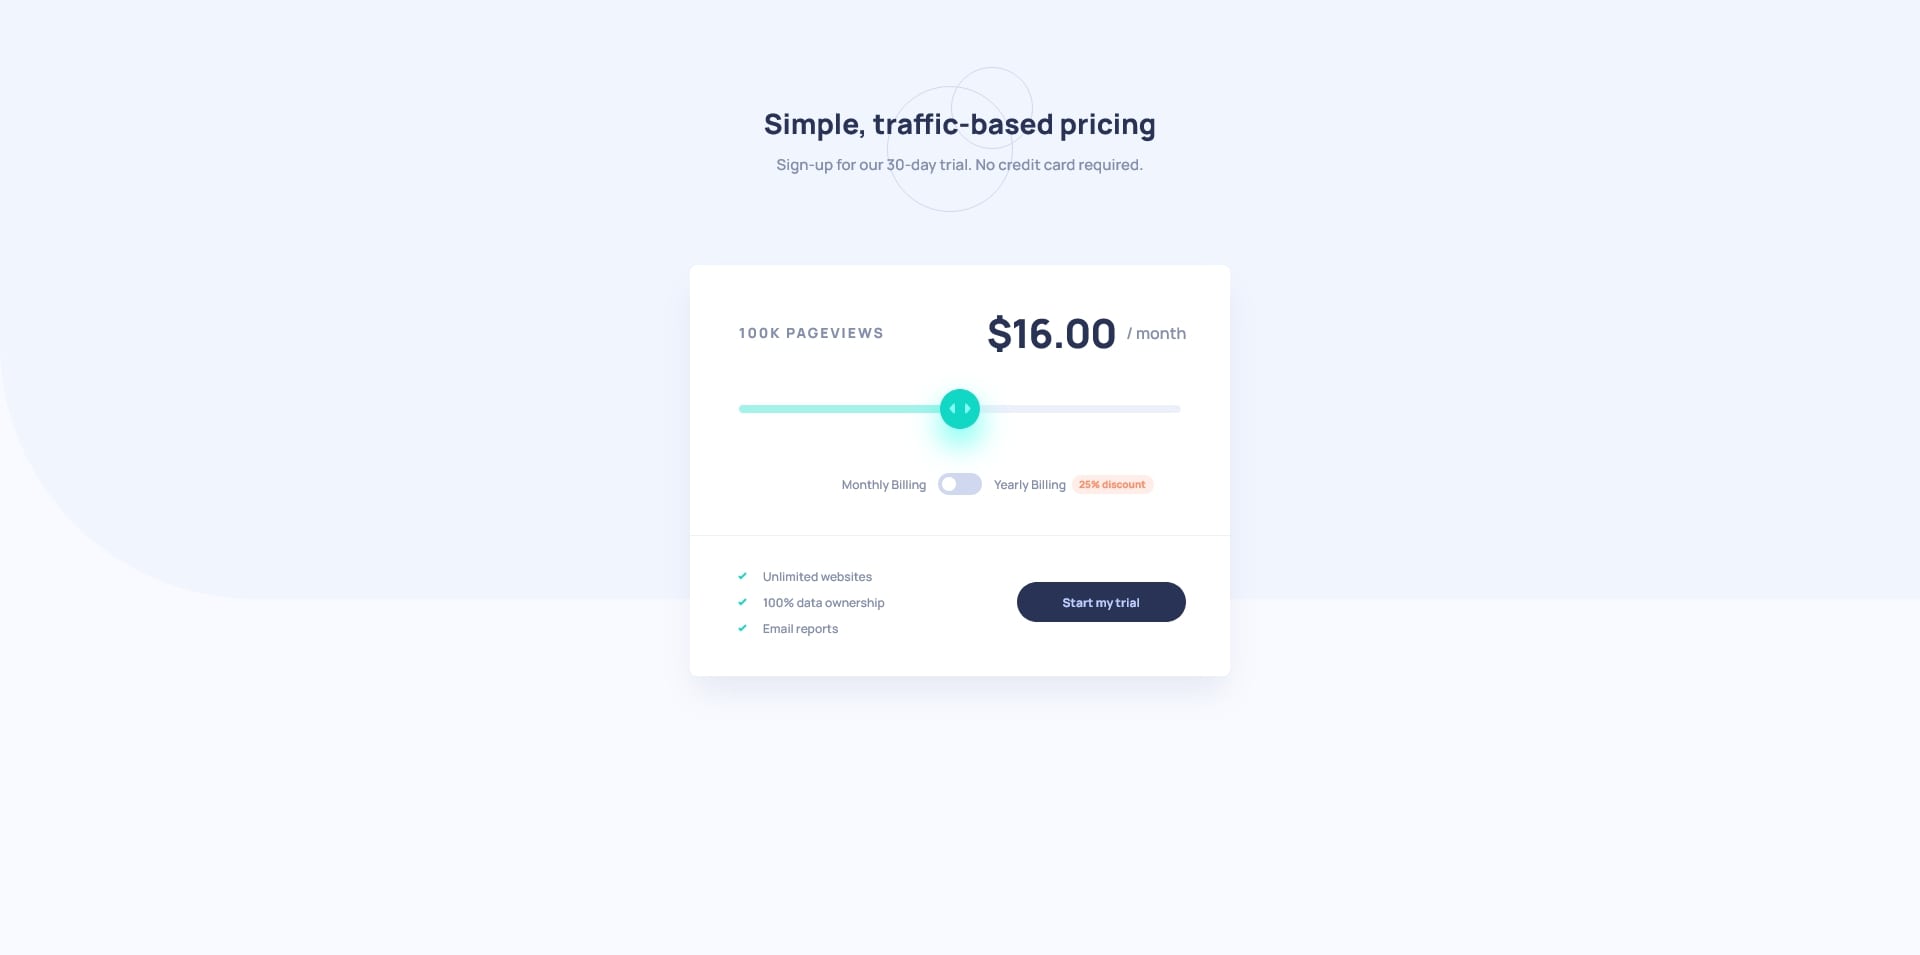 Simple, traffic-based pricing
Sign-up for our 30-day trial. No credit card required.
100K PAGEVIEWS
$16.00 / month
Monthly Billing
Yearly Billing
25% discount
Unlimited websites
100% data ownership
Email reports
Start my trial